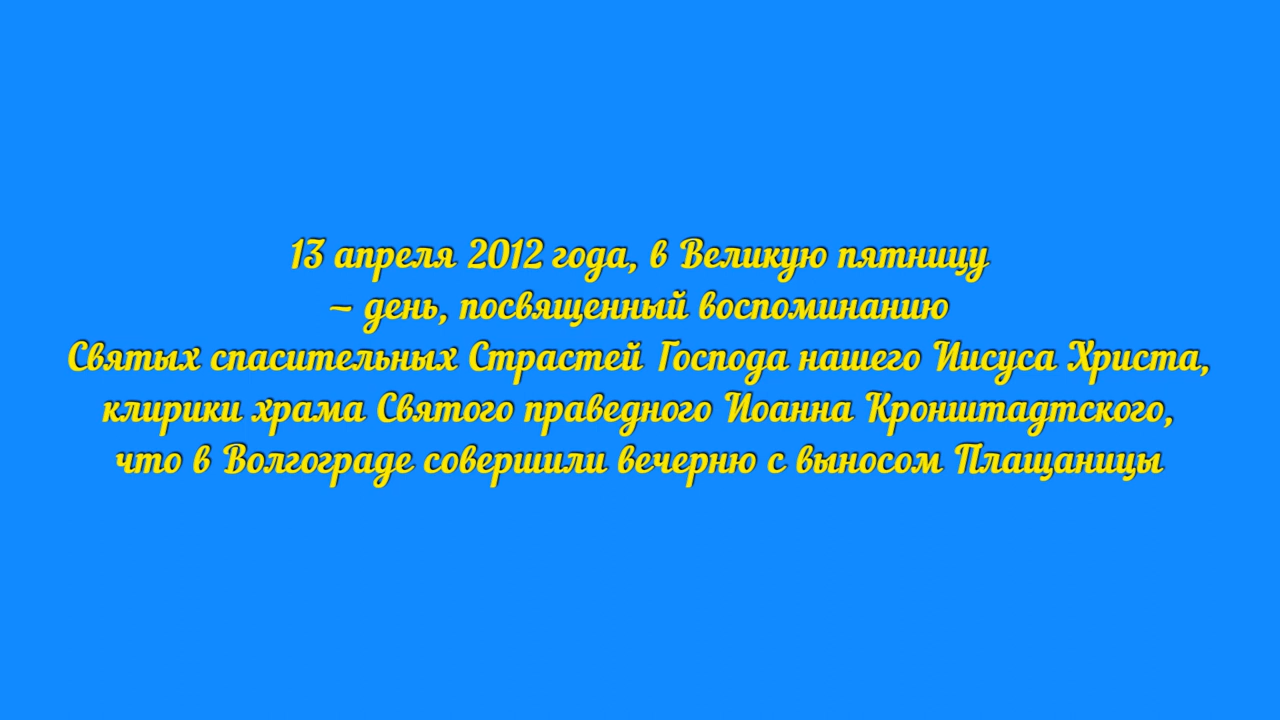 13 апреля 2012 года, в Великую пятницу
– день, посвященный воспоминанию
Святых спасительных Страстей Господа нашего Иисуса Христа,
клирики храма Святого праведного Иоанна Кронштадтского,
что в Волгограде совершили вечерню с выносом Плащаницы